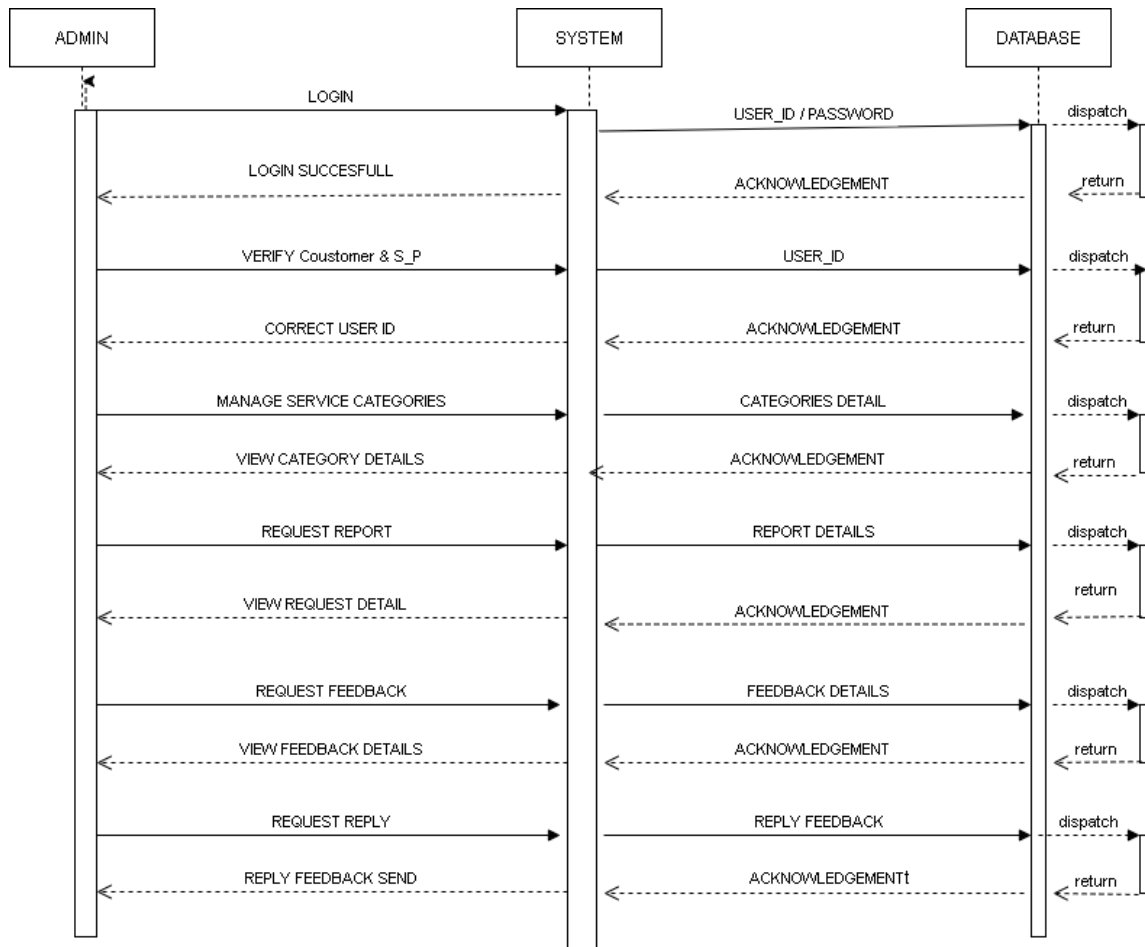 ADMIN
SYSTEM
DATABASE
LOGIN
USER_ID / PASSWORD
dispatch
LOGIN SUCCESFULL
ACKNOWLEDGEMENT
return
VERIFY Coustomer & S_P
USER_ID
dispatch
CORRECT USER ID
ACKNOWLEDGEMENT
return
MANAGE SERVICE CATEGORIES
CATEGORIES DETAIL
dispatch
VIEW CATEGORY DETAILS
ACKNOWLEDGEMENT
return
REQUEST REPORT
REPORT DETAILS
dispatch
VIEW REQUEST DETAIL
ACKNOWLEDGEMENT
return
REQUEST FEEDBACK
FEEDBACK DETAILS
dispatch
VIEW FEEDBACK DETAILS
ACKNOWLEDGEMENT
return
REQUEST REPLY
REPLY FEEDBACK
dispatch
REPLY FEEDBACK SEND
ACKNOWLEDGEMENTt
return